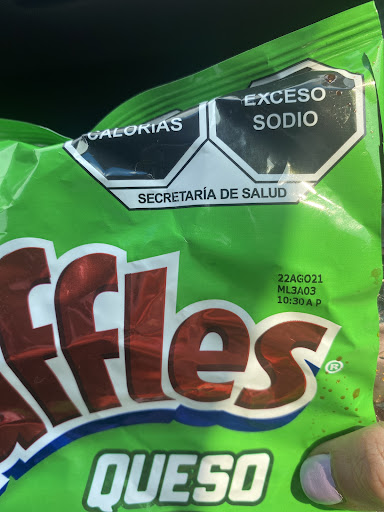 CALORÍAS
EXCESO
SODIO
SECRETARÍA DE SALUD
22AGO21
ML3A03
10:30 A P
ffles®
QUESO